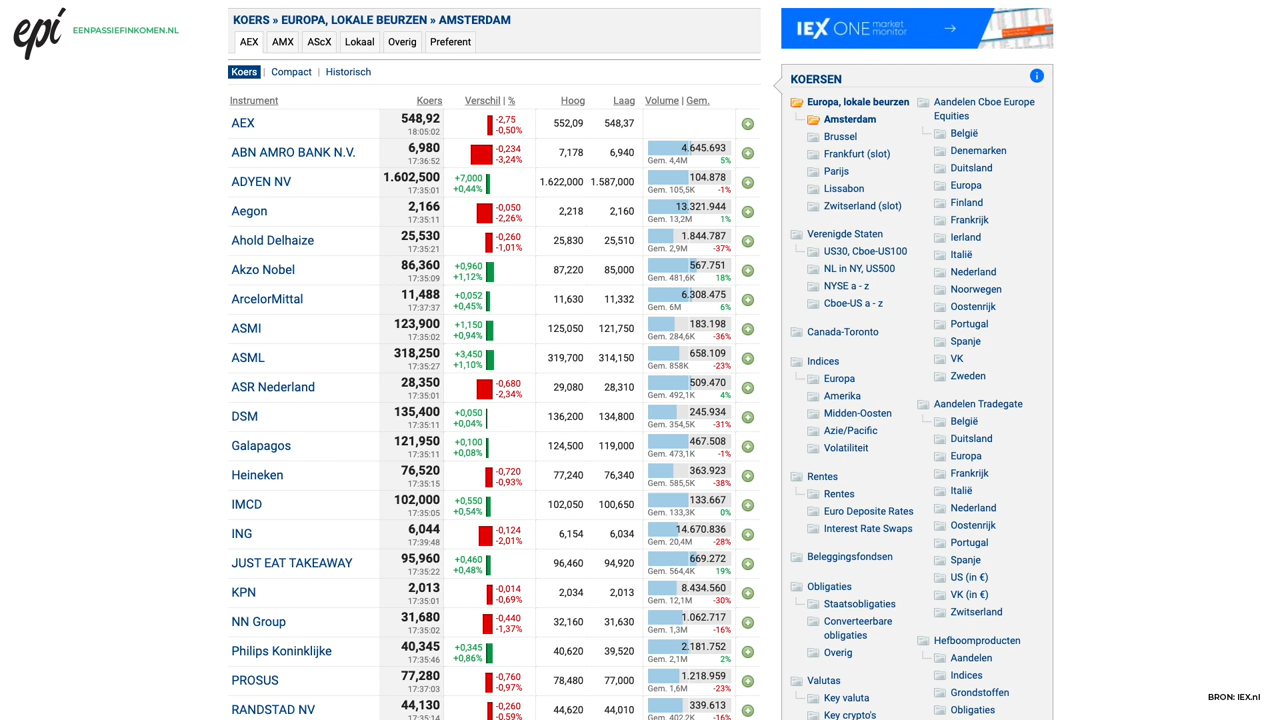 epi
EENPASSIEFINKOMEN.NL
KOERS » EUROPA, LOKALE BEURZEN » AMSTERDAM
AEX AMX AScX Lokaal Overig Preferent
Koers | Compact | Historisch
Instrument Koers Verschil | % Hoog Laag Volume | Gem.
AEX 548,92 -2,75 552,09 548,37
18:05:02 -0,50%
ABN AMRO BANK N.V. 6,980 -0,234 7,178 6,940 4.645.693
17:36:52 -3,24% Gem. 4,4M 5%
ADYEN NV 1.602,500 +7,000 1.622,000 1.587,000 104.878
17:35:01 +0,44% Gem. 105,5K -1%
Aegon 2,166 -0,050 2,218 2,160 13.321.944
17:35:11 -2,26% Gem. 13,2M 1%
Ahold Delhaize 25,530 -0,260 25,830 25,510 1.844.787
17:35:21 -1,01% Gem. 2,9M -37%
Akzo Nobel 86,360 +0,960 87,220 85,000 567.751
17:35:09 +1,12% Gem. 481,6K 18%
ArcelorMittal 11,488 +0,052 11,630 11,332 6.308.475
17:37:37 +0,45% Gem. 6M 6%
ASMI 123,900 +1,150 125,050 121,750 183.198
17:35:02 +0,94% Gem. 284,6K -36%
ASML 318,250 +3,450 319,700 314,150 658.109
17:35:27 +1,10% Gem. 858K -23%
ASR Nederland 28,350 -0,680 29,080 28,310 509.470
17:35:01 -2,34% Gem. 492,1K 4%
DSM 135,400 +0,050 136,200 134,800 245.934
17:35:11 +0,04% Gem. 354,5K -31%
Galapagos 121,950 +0,100 124,500 119,000 467.508
17:35:11 +0,08% Gem. 473,1K -1%
Heineken 76,520 -0,720 77,240 76,340 363.923
17:35:15 -0,93% Gem. 585,5K -38%
IMCD 102,000 +0,550 102,050 100,650 133.667
17:35:05 +0,54% Gem. 133,3K 0%
ING 6,044 -0,124 6,154 6,034 14.670.836
17:39:48 -2,01% Gem. 20,4M -28%
JUST EAT TAKEAWAY 95,960 +0,460 96,460 94,920 669.272
17:35:22 +0,48% Gem. 564,4K 19%
KPN 2,013 -0,014 2,034 2,013 8.434.560
17:35:01 -0,69% Gem. 12,1M -30%
NN Group 31,680 -0,440 32,160 31,630 1.062.717
17:35:02 -1,37% Gem. 1,3M -16%
Philips Koninklijke 40,345 +0,345 40,620 39,520 2.181.752
17:35:46 +0,86% Gem. 2,1M 2%
PROSUS 77,280 -0,760 78,480 77,000 1.218.959
17:37:03 -0,97% Gem. 1,6M -23%
RANDSTAD NV 44,130 -0,260 44,620 44,010 339.613
17:35:14 -0,59% Gem. 402,2K -16%
IEX ONE market monitor
KOERSEN
Europa, lokale beurzen
Amsterdam
Brussel
Frankfurt (slot)
Parijs
Lissabon
Zwitserland (slot)
Verenigde Staten
US30, Cboe-US100
NL in NY, US500
NYSE a - z
Cboe-US a - z
Canada-Toronto
Indices
Europa
Amerika
Midden-Oosten
Azie/Pacific
Volatiliteit
Rentes
Rentes
Euro Deposite Rates
Interest Rate Swaps
Beleggingsfondsen
Obligaties
Staatsobligaties
Converteerbare
obligaties
Overig
Valutas
Key valuta
Key crypto's
Aandelen Cboe Europe
Equities
België
Denemarken
Duitsland
Europa
Finland
Frankrijk
Ierland
Italië
Nederland
Noorwegen
Oostenrijk
Portugal
Spanje
VK
Zweden
Aandelen Tradegate
België
Duitsland
Europa
Frankrijk
Italië
Nederland
Oostenrijk
Portugal
Spanje
US (in €)
VK (in €)
Zwitserland
Hefboomproducten
Aandelen
Indices
Grondstoffen
Obligaties
BRON: IEX.nl